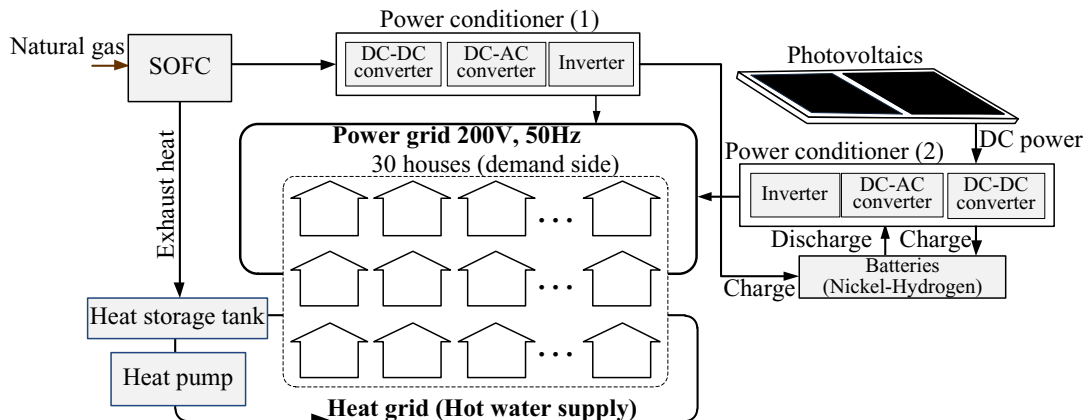 Power conditioner (1)
Natural gas
SOFC
DC-DC
converter
DC-AC
converter
Inverter
Photovoltaics
Exhaust heat
Power grid 200V, 50Hz
30 houses (demand side)
DC power
Power conditioner (2)
Inverter
DC-AC
converter
DC-DC
converter
Discharge
Charge
Charge
Batteries
(Nickel-Hydrogen)
Heat storage tank
Heat pump
Heat grid (Hot water supply)